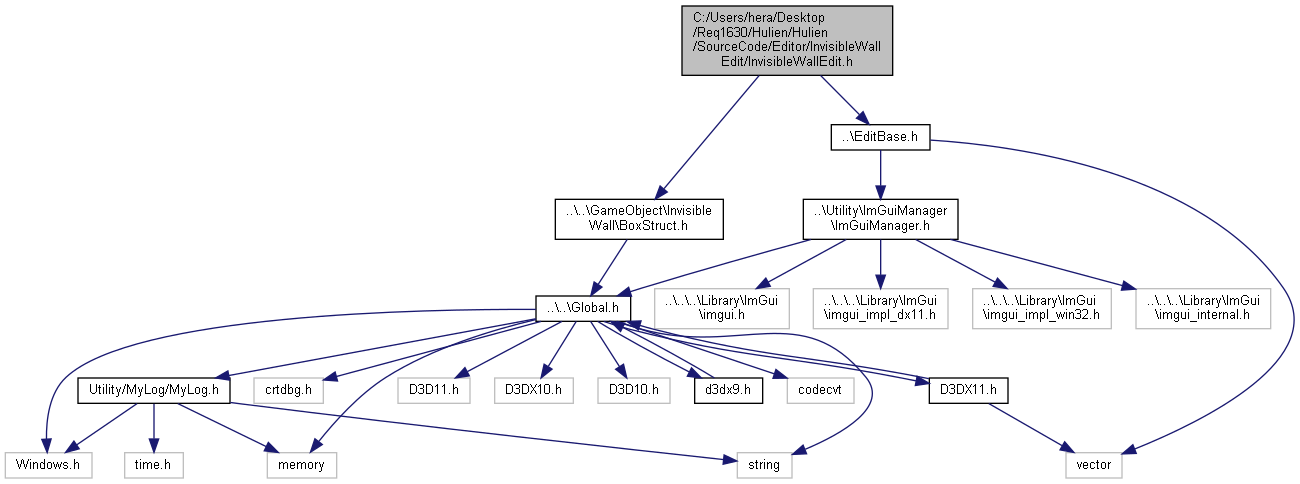 C:/Users/hera/Desktop
/Req1630/Hulien/Hulien
/SourceCode/Editor/InvisibleWall
Edit/InvisibleWallEdit.h
..\EditBase.h
..\..\GameObject\Invisible
Wall\BoxStruct.h
..\Utility\ImGuiManager
\ImGuiManager.h
..\..\Global.h
..\..\..\Library\ImGui
\imgui.h
..\..\..\Library\ImGui
\imgui_impl_dx11.h
..\..\..\Library\ImGui
\imgui_impl_win32.h
..\..\..\Library\ImGui
\imgui_internal.h
Utility/MyLog/MyLog.h
crtdbg.h
D3D11.h
D3DX10.h
D3D10.h
d3dx9.h
codecvt
D3DX11.h
Windows.h
time.h
memory
string
vector